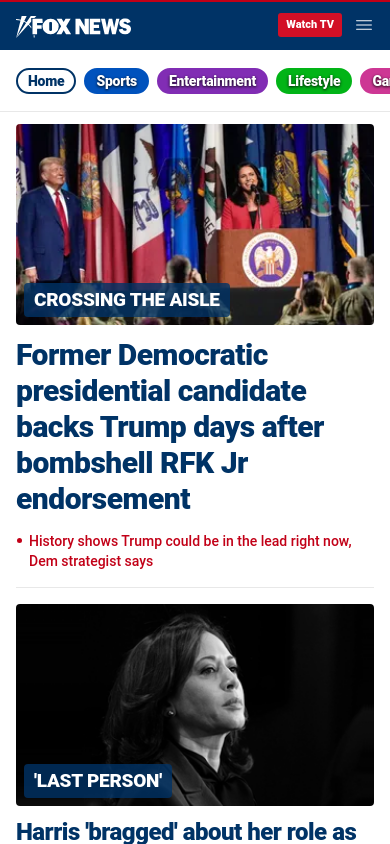 FOX NEWS
Watch TV
Home
Sports
Entertainment
Lifestyle
Ga
CROSSING THE AISLE
Former Democratic
presidential candidate
backs Trump days after
bombshell RFK Jr
endorsement
• History shows Trump could be in the lead right now,
Dem strategist says
'LAST PERSON'
Harris 'bragged' about her role as